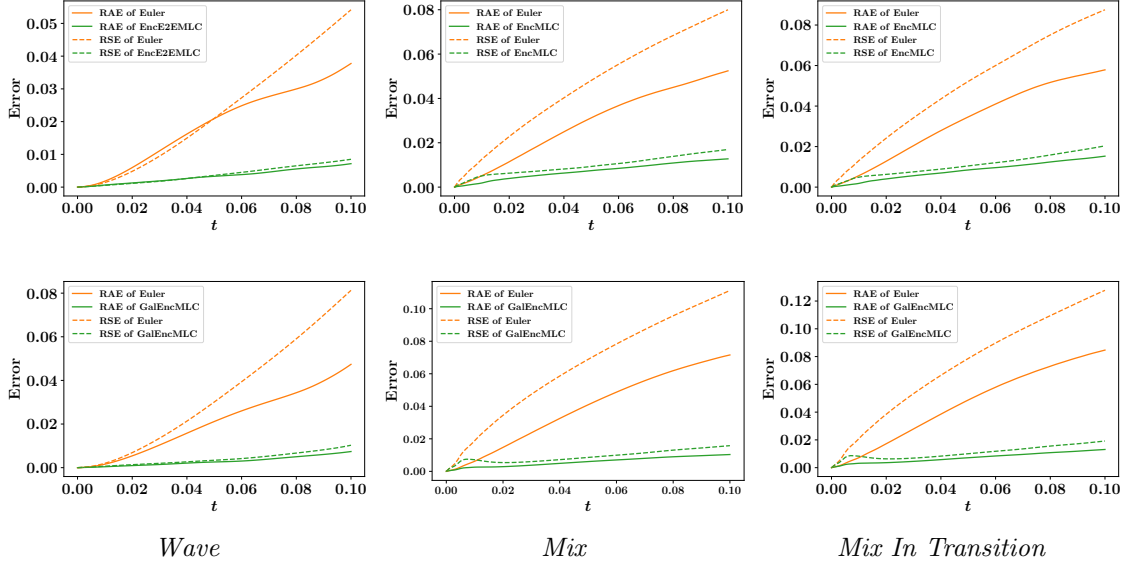 RAE of Euler
RAE of EncE2EMLC
RSE of Euler
RSE of EncE2EMLC
0.05
0.04
0.03
0.02
0.01
0.00
Error
0.00 0.02 0.04 0.06 0.08 0.10
t
RAE of Euler
RAE of EncMLC
RSE of Euler
RSE of EncMLC
0.08
0.06
0.04
0.02
0.00
Error
0.00 0.02 0.04 0.06 0.08 0.10
t
RAE of Euler
RAE of EncMLC
RSE of Euler
RSE of EncMLC
0.08
0.06
0.04
0.02
0.00
Error
0.00 0.02 0.04 0.06 0.08 0.10
t
RAE of Euler
RAE of GalEncMLC
RSE of Euler
RSE of GalEncMLC
0.08
0.06
0.04
0.02
0.00
Error
0.00 0.02 0.04 0.06 0.08 0.10
t
RAE of Euler
RAE of GalEncMLC
RSE of Euler
RSE of GalEncMLC
0.10
0.08
0.06
0.04
0.02
0.00
Error
0.00 0.02 0.04 0.06 0.08 0.10
t
RAE of Euler
RAE of GalEncMLC
RSE of Euler
RSE of GalEncMLC
0.12
0.10
0.08
0.06
0.04
0.02
0.00
Error
0.00 0.02 0.04 0.06 0.08 0.10
t
Wave
Mix
Mix In Transition